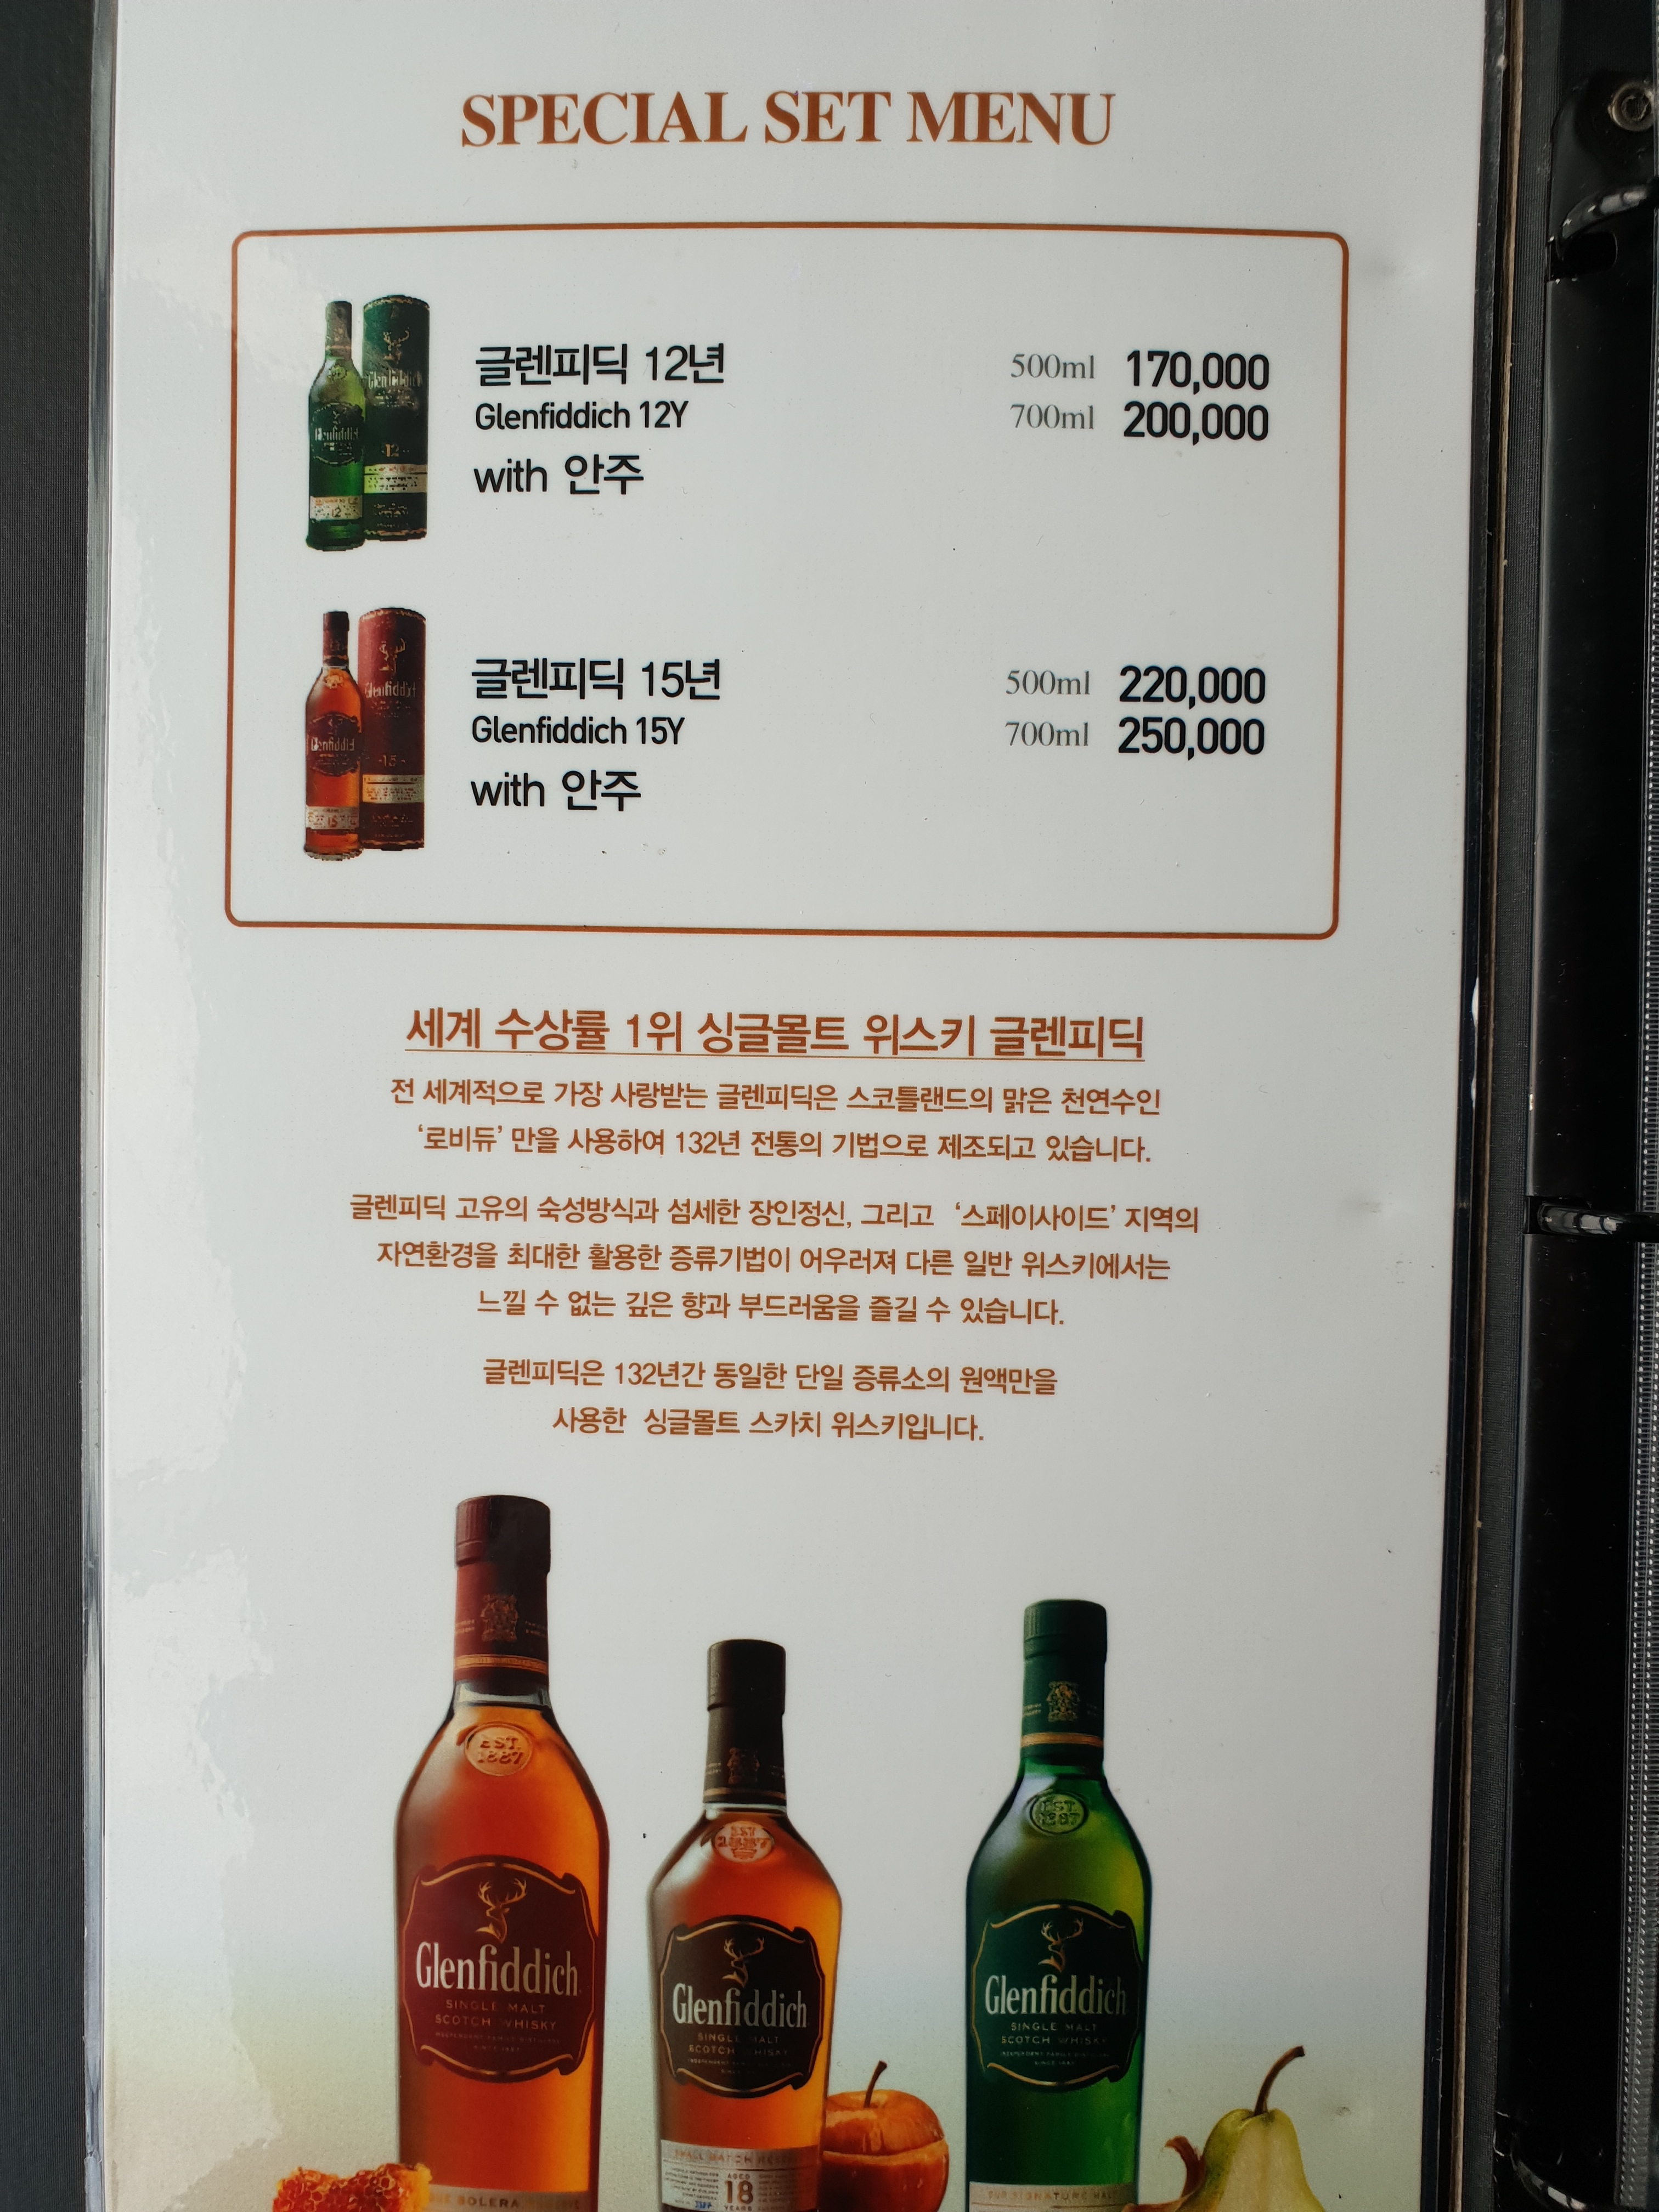 SPECIAL SET MENU
글렌피딕 12년
Glenfiddich 12Y
with 안주
500ml 170,000
700ml 200,000
글렌피딕 15년
Glenfiddich 15Y
with 안주
500ml 220,000
700ml 250,000
세계 수상률 1위 싱글몰트 위스키 글렌피딕
전 세계적으로 가장 사랑받는 글렌피딕은 스코틀랜드의 맑은 천연수인
‘로비듀’ 만을 사용하여 132년 전통의 기법으로 제조되고 있습니다.
글렌피딕 고유의 숙성방식과 섬세한 장인정신, 그리고 ‘스페이사이드’ 지역의
자연환경을 최대한 활용한 증류기법이 어우러져 다른 일반 위스키에서는
느낄 수 없는 깊은 향과 부드러움을 즐길 수 있습니다.
글렌피딕은 132년간 동일한 단일 증류소의 원액만을
사용한 싱글몰트 스카치 위스키입니다.
EST.
1887
Glenfiddich
SINGLE MALT
SCOTCH WHISKY
SOLERA
EST
1887
Glenfiddich
SINGLE MALT
SCOTCH WHISKY
SMALL BATCH
AGED
18
YEARS
EST.
1887
Glenfiddich
SINGLE MALT
SCOTCH WHISKY